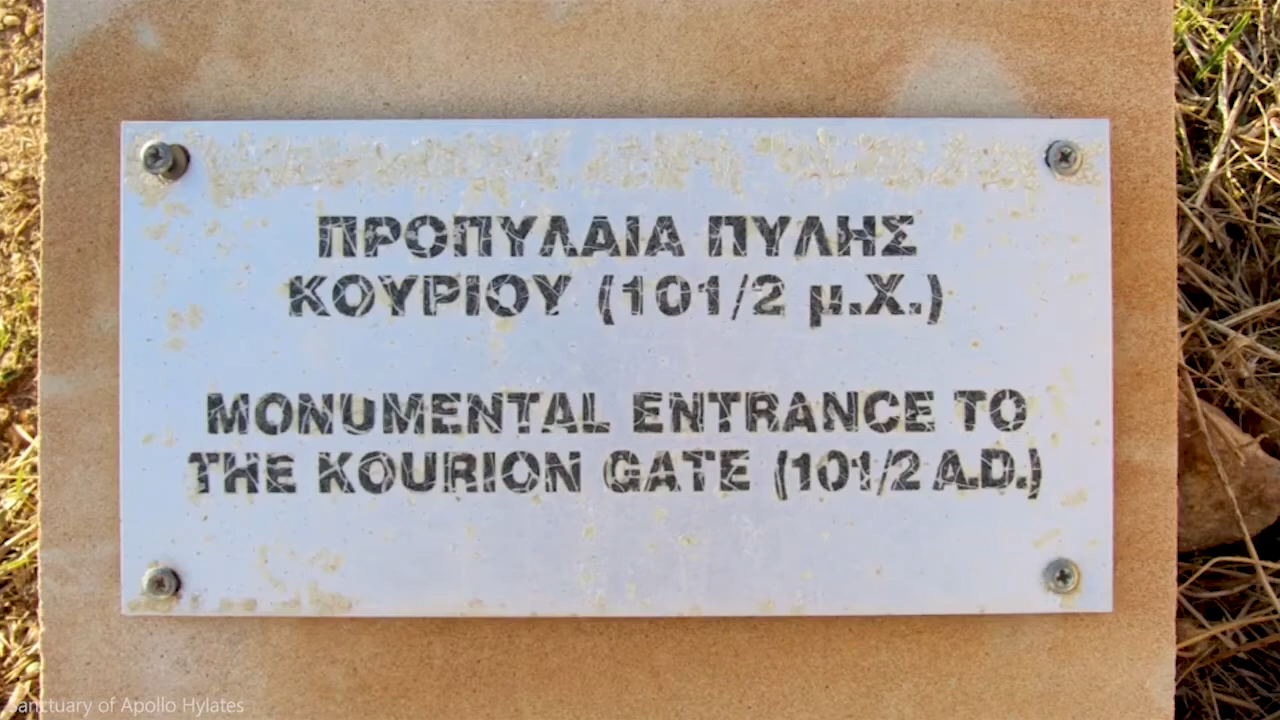 ΠΡΟΠΥΛΑΙΑ ΠΥΛΗΣ
ΚΟΥΡΙΟΥ (101/2 μ.Χ.)
MONUMENTAL ENTRANCE TO
THE KOURION GATE (101/2 A.D.)
Sanctuary of Apollo Hylates